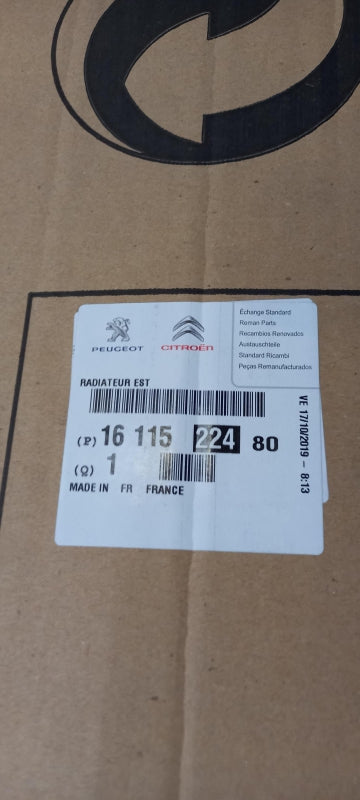 PEUGEOT
CITROËN
Échange Standard
Reman Parts
Recambios Renovados
Austauschteile
Standard Ricambi
Peças Remanufacturados
RADIATEUR EST
(P) 16 115 224 80
(Q) 1
MADE IN FR FRANCE
VE 17/10/2019 - 8:13